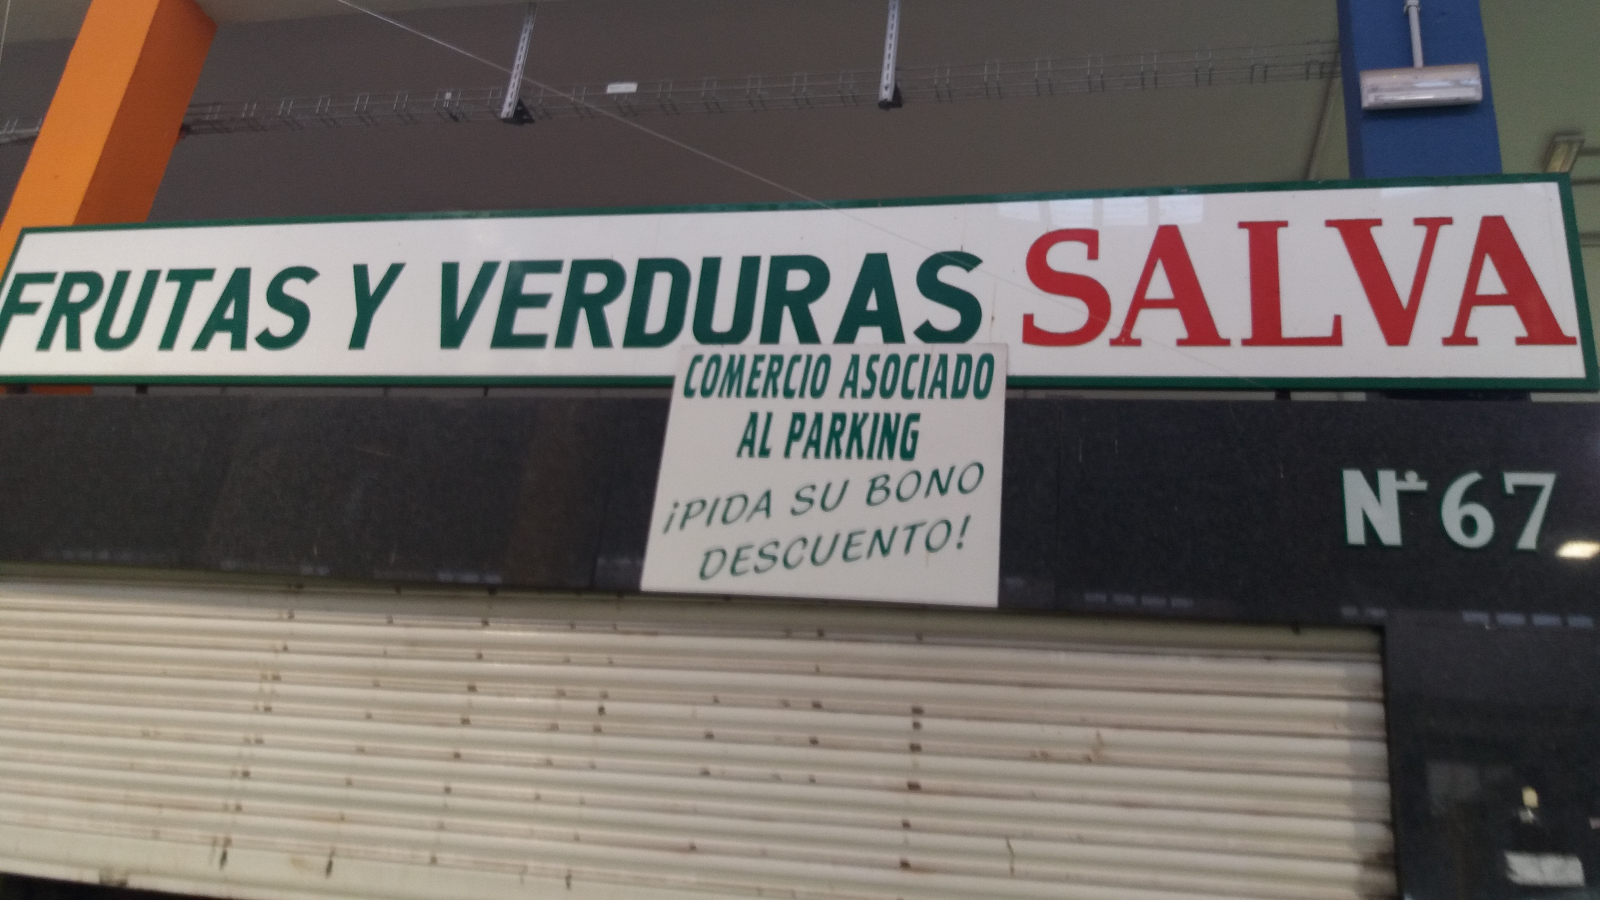 FRUTAS Y VERDURAS SALVA
COMERCIO ASOCIADO
AL PARKING
¡PIDA SU BONO
DESCUENTO!
Nº 67